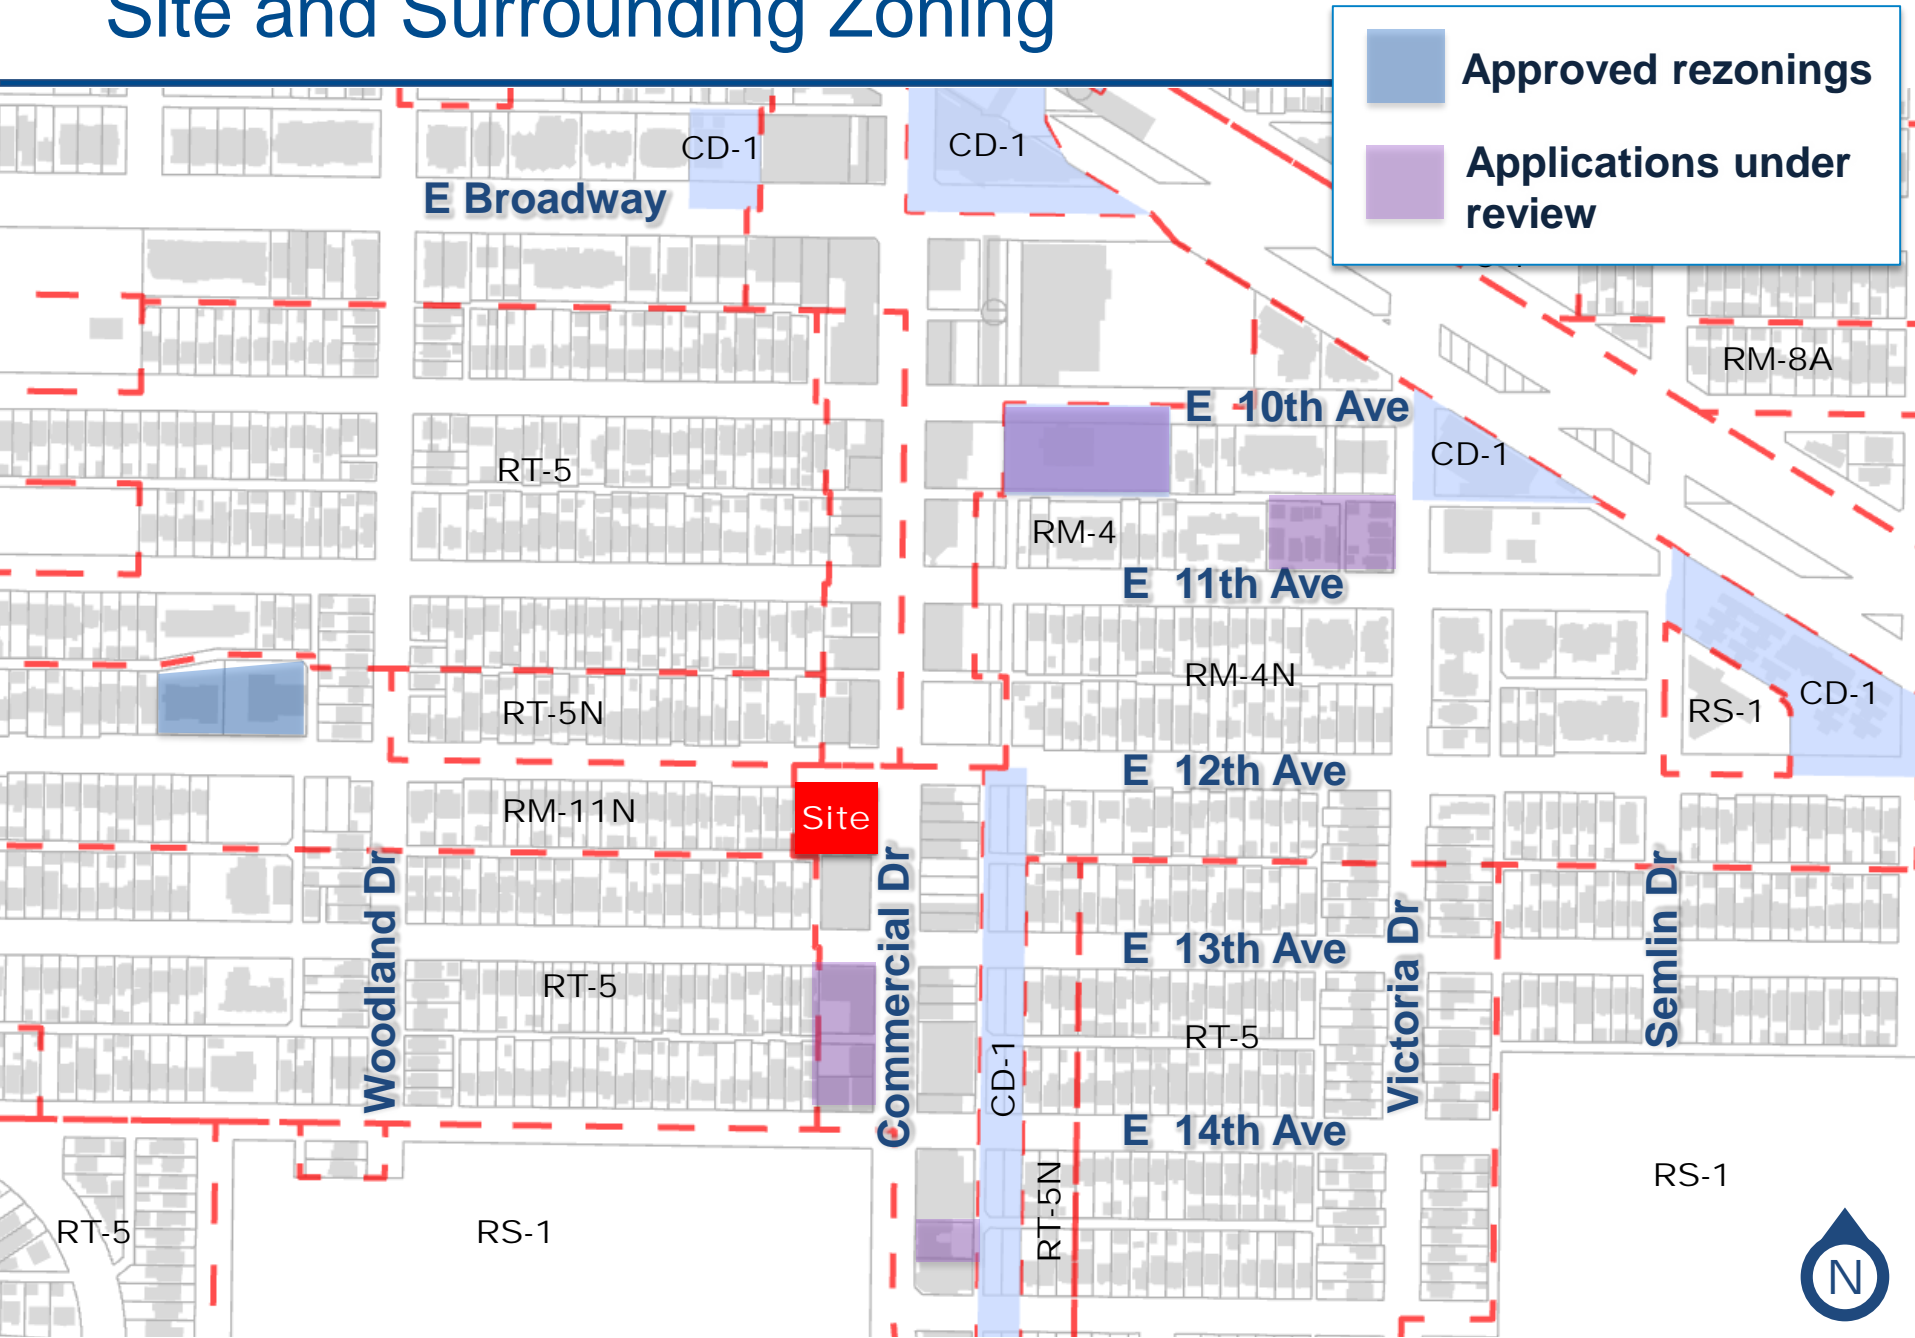 Site and Surrounding Zoning
Approved rezonings
Applications under
review
CD-1
CD-1
E Broadway
RM-8A
E 10th Ave
RT-5
CD-1
RM-4
E 11th Ave
RM-4N
RT-5N
RS-1
CD-1
E 12th Ave
RM-11N
Site
Woodland Dr
Commercial Dr
Victoria Dr
Semlin Dr
E 13th Ave
RT-5
RT-5
CD-1
E 14th Ave
RT-5N
RS-1
RT-5
RS-1
N